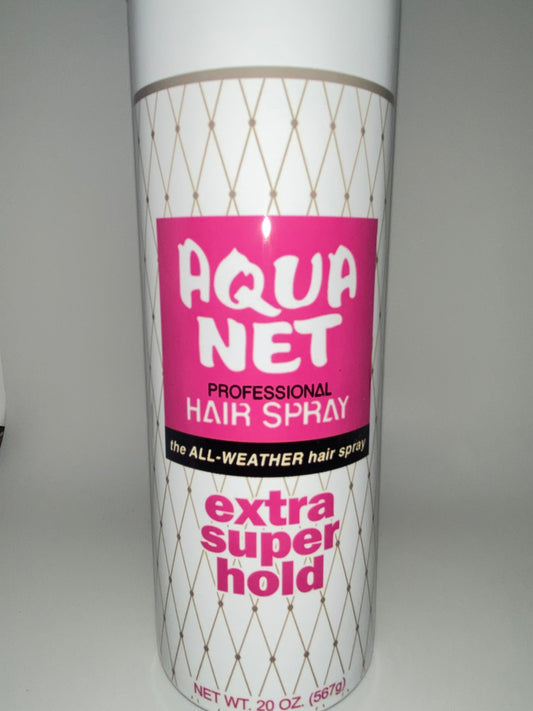 AQUA
NET
PROFESSIONAL
HAIR SPRAY
the ALL-WEATHER hair spray
extra
super
hold
NET WT. 20 OZ. (567g)